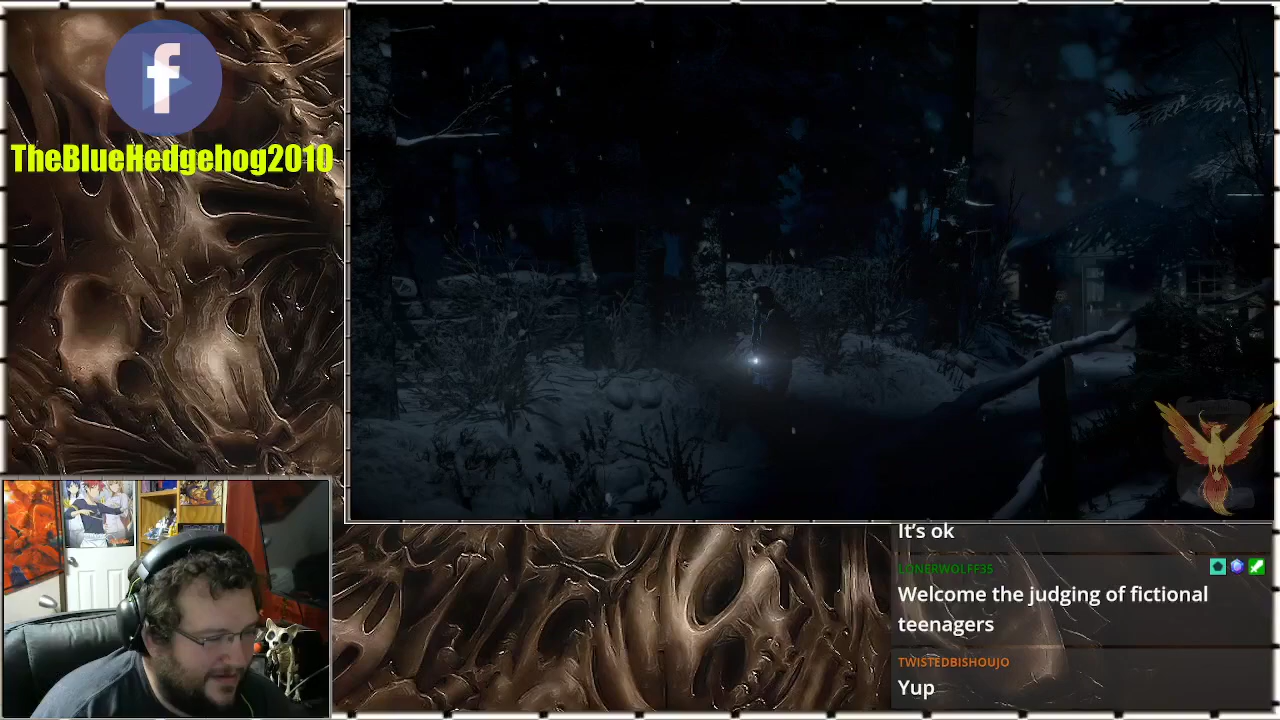 f
TheBlueHedgehog2010
It's ok
LONERWOLFF35
Welcome the judging of fictional
teenagers
TWISTEDBISHOUJO
Yup